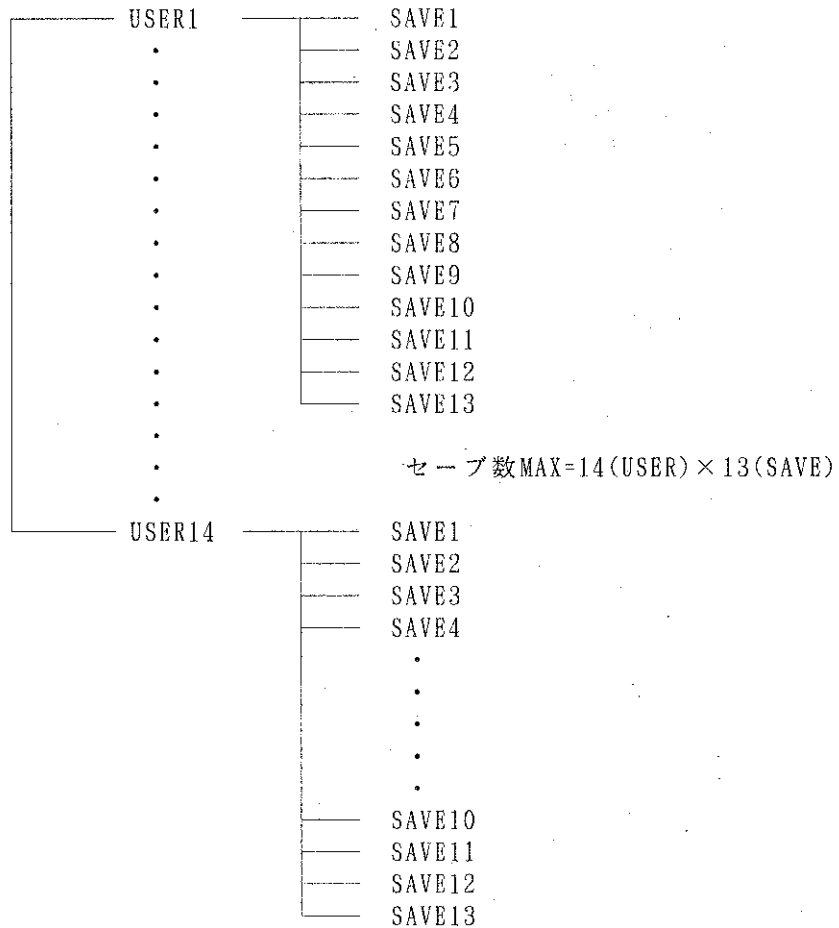 USER1 SAVE1
・ SAVE2
・ SAVE3
・ SAVE4
・ SAVE5
・ SAVE6
・ SAVE7
・ SAVE8
・ SAVE9
・ SAVE10
・ SAVE11
・ SAVE12
・ SAVE13
・
・ セーブ数MAX=14(USER)×13(SAVE)
・
USER14 SAVE1
SAVE2
SAVE3
SAVE4
・
・
・
・
・
SAVE10
SAVE11
SAVE12
SAVE13